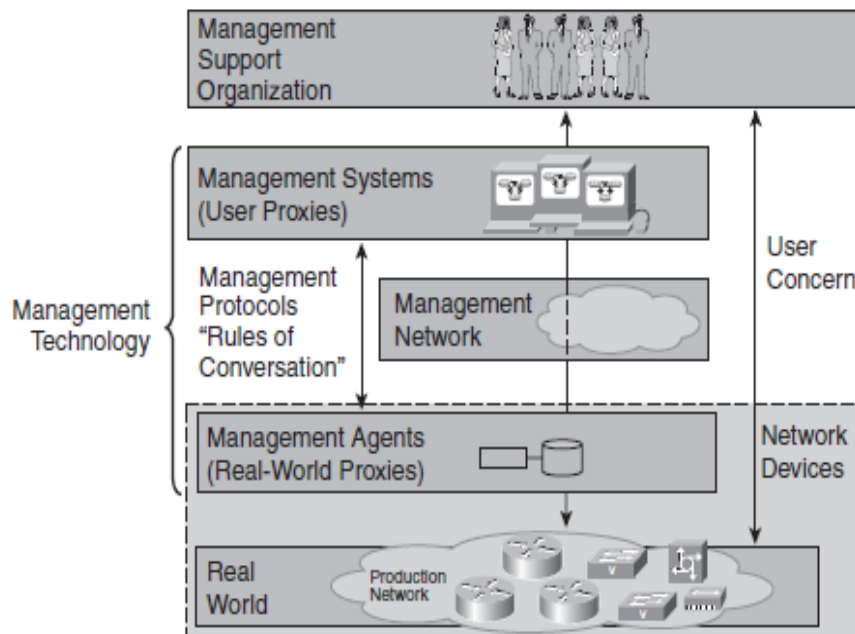 Management
Support
Organization
Management Systems
(User Proxies)
Management
Technology
Management
Protocols
“Rules of
Conversation”
Management
Network
User
Concern
Management Agents
(Real-World Proxies)
Network
Devices
Real
World
Production
Network
V
V